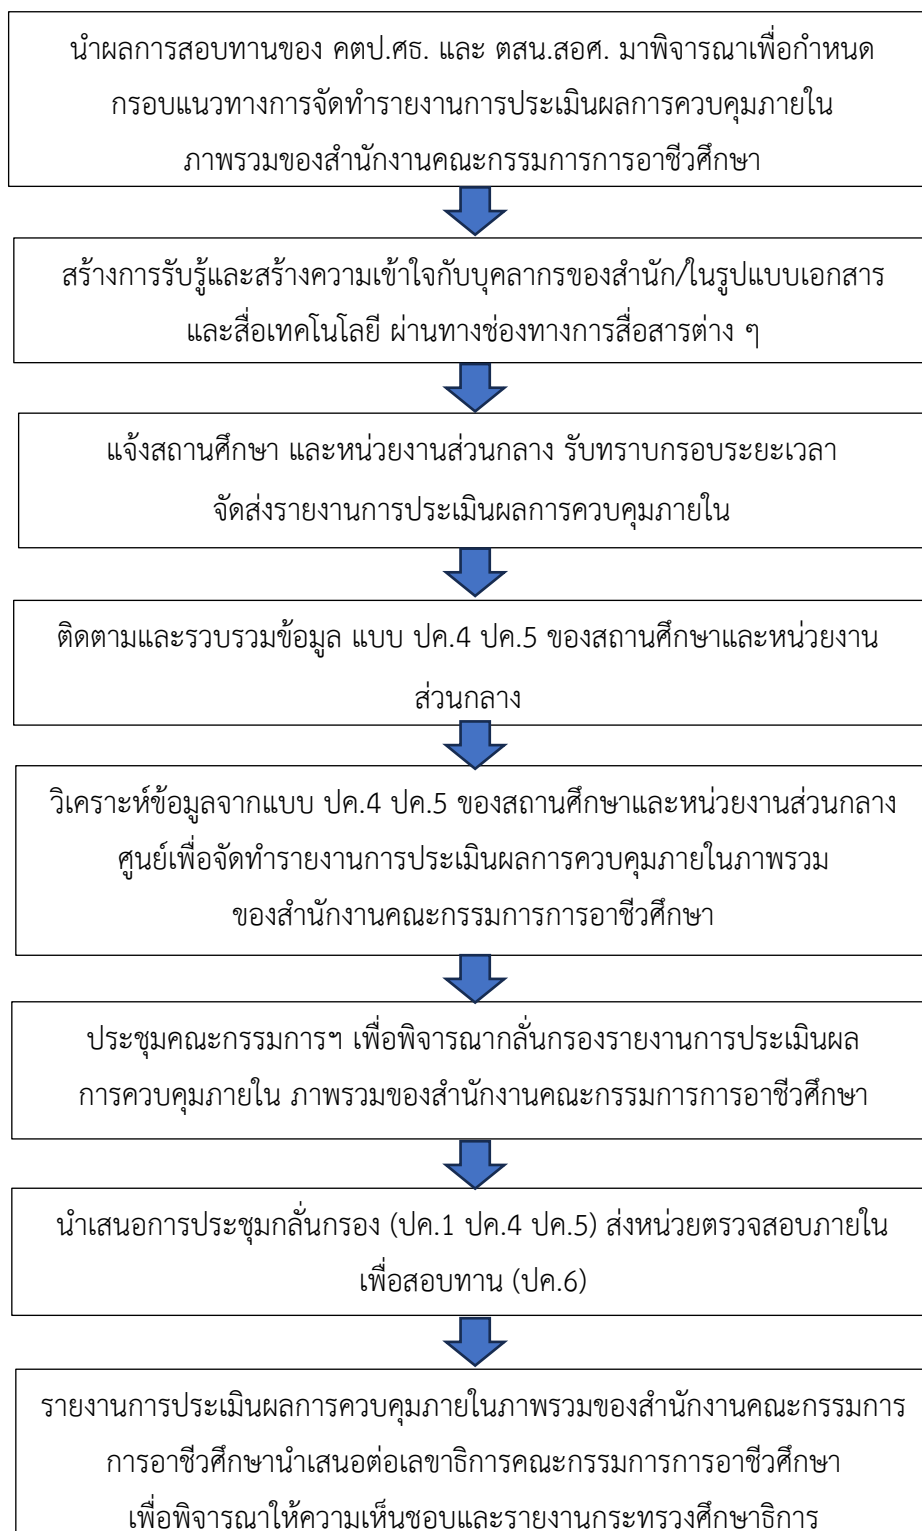 นำผลการสอบทานของ คตป.ศธ. และ ตสน.สอศ. มาพิจารณาเพื่อกำหนด
กรอบแนวทางการจัดทำรายงานการประเมินผลการควบคุมภายใน
ภาพรวมของสำนักงานคณะกรรมการการอาชีวศึกษา
สร้างการรับรู้และสร้างความเข้าใจกับบุคลากรของสำนัก/ในรูปแบบเอกสาร
และสื่อเทคโนโลยี ผ่านทางช่องทางการสื่อสารต่าง ๆ
แจ้งสถานศึกษา และหน่วยงานส่วนกลาง รับทราบกรอบระยะเวลา
จัดส่งรายงานการประเมินผลการควบคุมภายใน
ติดตามและรวบรวมข้อมูล แบบ ปค.4 ปค.5 ของสถานศึกษาและหน่วยงาน
ส่วนกลาง
วิเคราะห์ข้อมูลจากแบบ ปค.4 ปค.5 ของสถานศึกษาและหน่วยงานส่วนกลาง
ศูนย์เพื่อจัดทำรายงานการประเมินผลการควบคุมภายในภาพรวม
ของสำนักงานคณะกรรมการการอาชีวศึกษา
ประชุมคณะกรรมการฯ เพื่อพิจารณากลั่นกรองรายงานการประเมินผล
การควบคุมภายใน ภาพรวมของสำนักงานคณะกรรมการการอาชีวศึกษา
นำเสนอการประชุมกลั่นกรอง (ปค.1 ปค.4 ปค.5) ส่งหน่วยตรวจสอบภายใน
เพื่อสอบทาน (ปค.6)
รายงานการประเมินผลการควบคุมภายในภาพรวมของสำนักงานคณะกรรมการ
การอาชีวศึกษานำเสนอต่อเลขาธิการคณะกรรมการการอาชีวศึกษา
เพื่อพิจารณาให้ความเห็นชอบและรายงานกระทรวงศึกษาธิการ